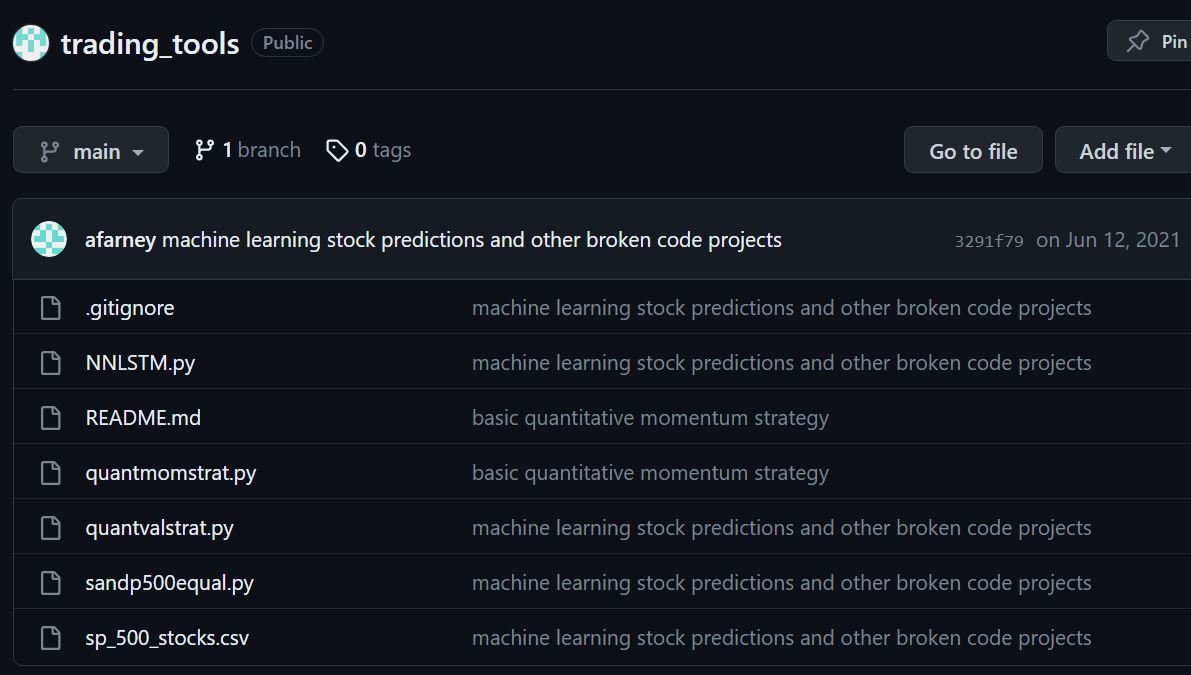 trading_tools Public Pin
main 1 branch 0 tags Go to file Add file
afarney machine learning stock predictions and other broken code projects 3291f79 on Jun 12, 2021
.gitignore machine learning stock predictions and other broken code projects
NNLSTM.py machine learning stock predictions and other broken code projects
README.md basic quantitative momentum strategy
quantmomstrat.py basic quantitative momentum strategy
quantvalstrat.py machine learning stock predictions and other broken code projects
sandp500equal.py machine learning stock predictions and other broken code projects
sp_500_stocks.csv machine learning stock predictions and other broken code projects